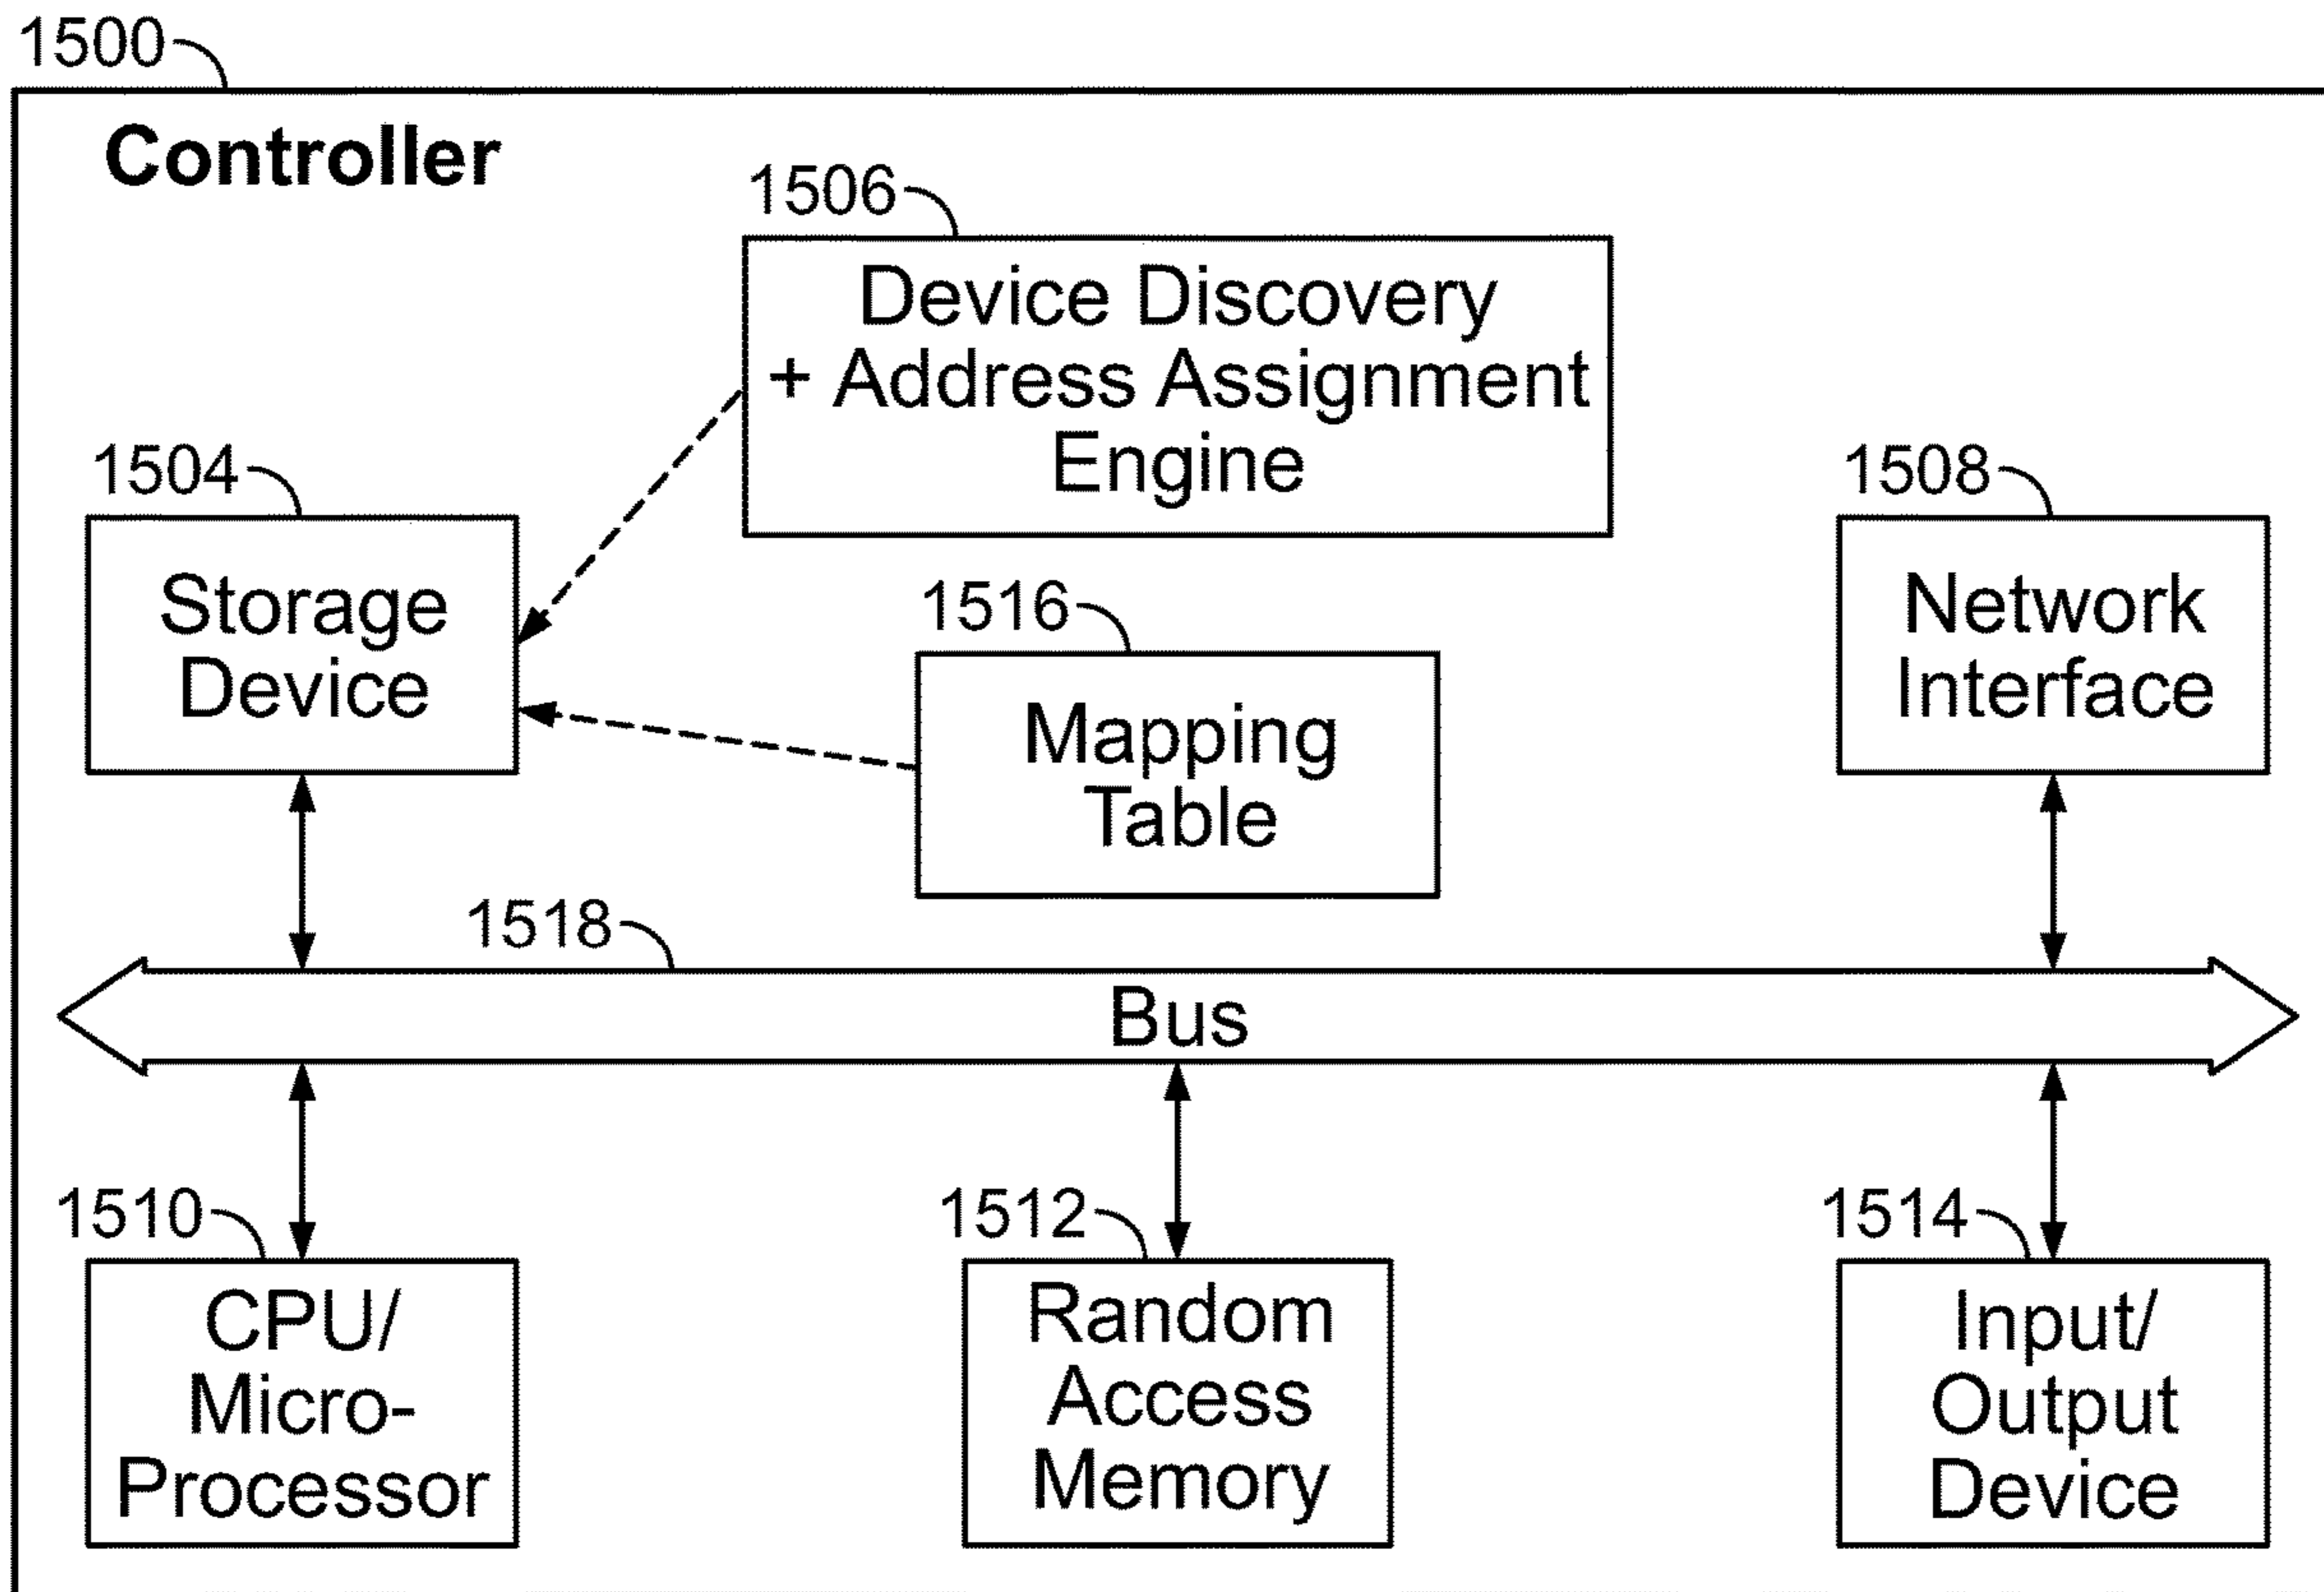 1500
Controller
1506
Device Discovery
+ Address Assignment
Engine
1504
Storage
Device
1508
Network
Interface
1516
Mapping
Table
1518
Bus
1510
CPU/
Micro-
Processor
1512
Random
Access
Memory
1514
Input/
Output
Device